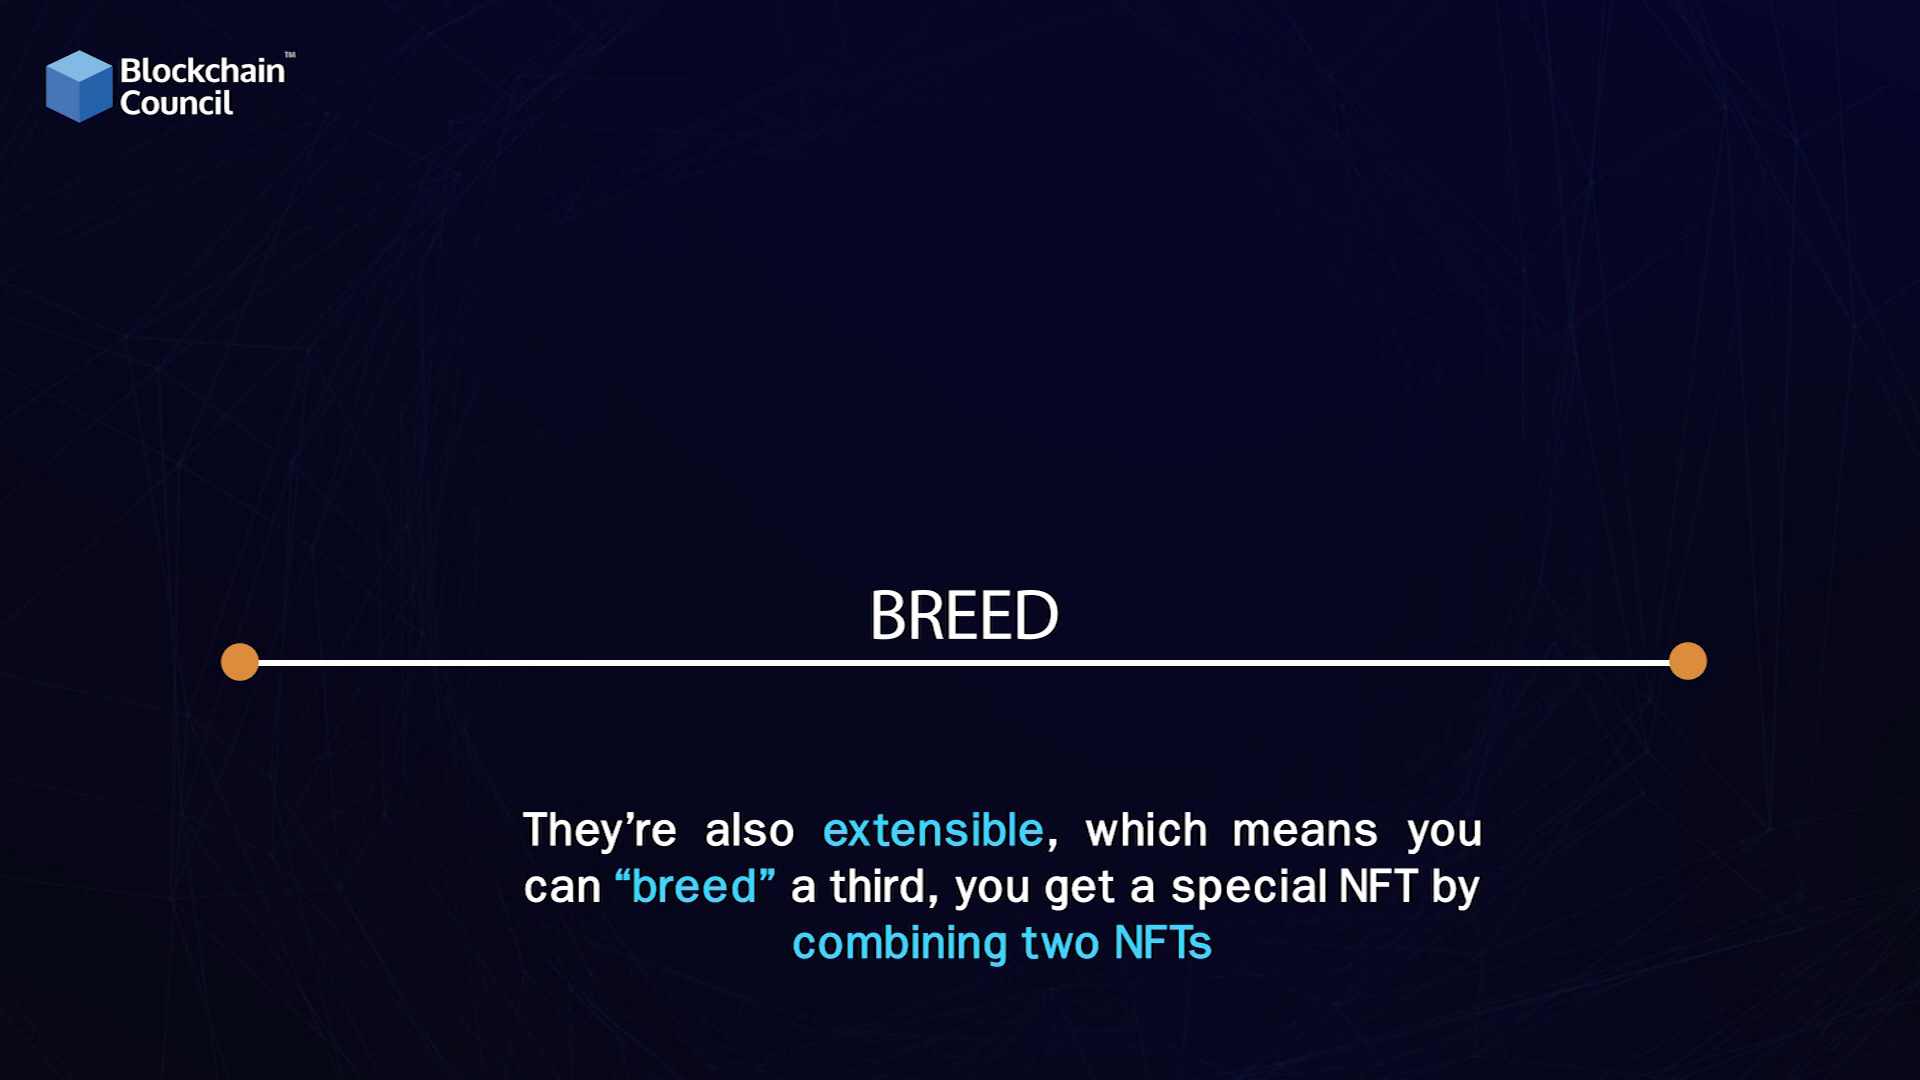 Blockchain™
Council
BREED
They’re also extensible, which means you
can “breed” a third, you get a special NFT by
combining two NFTs